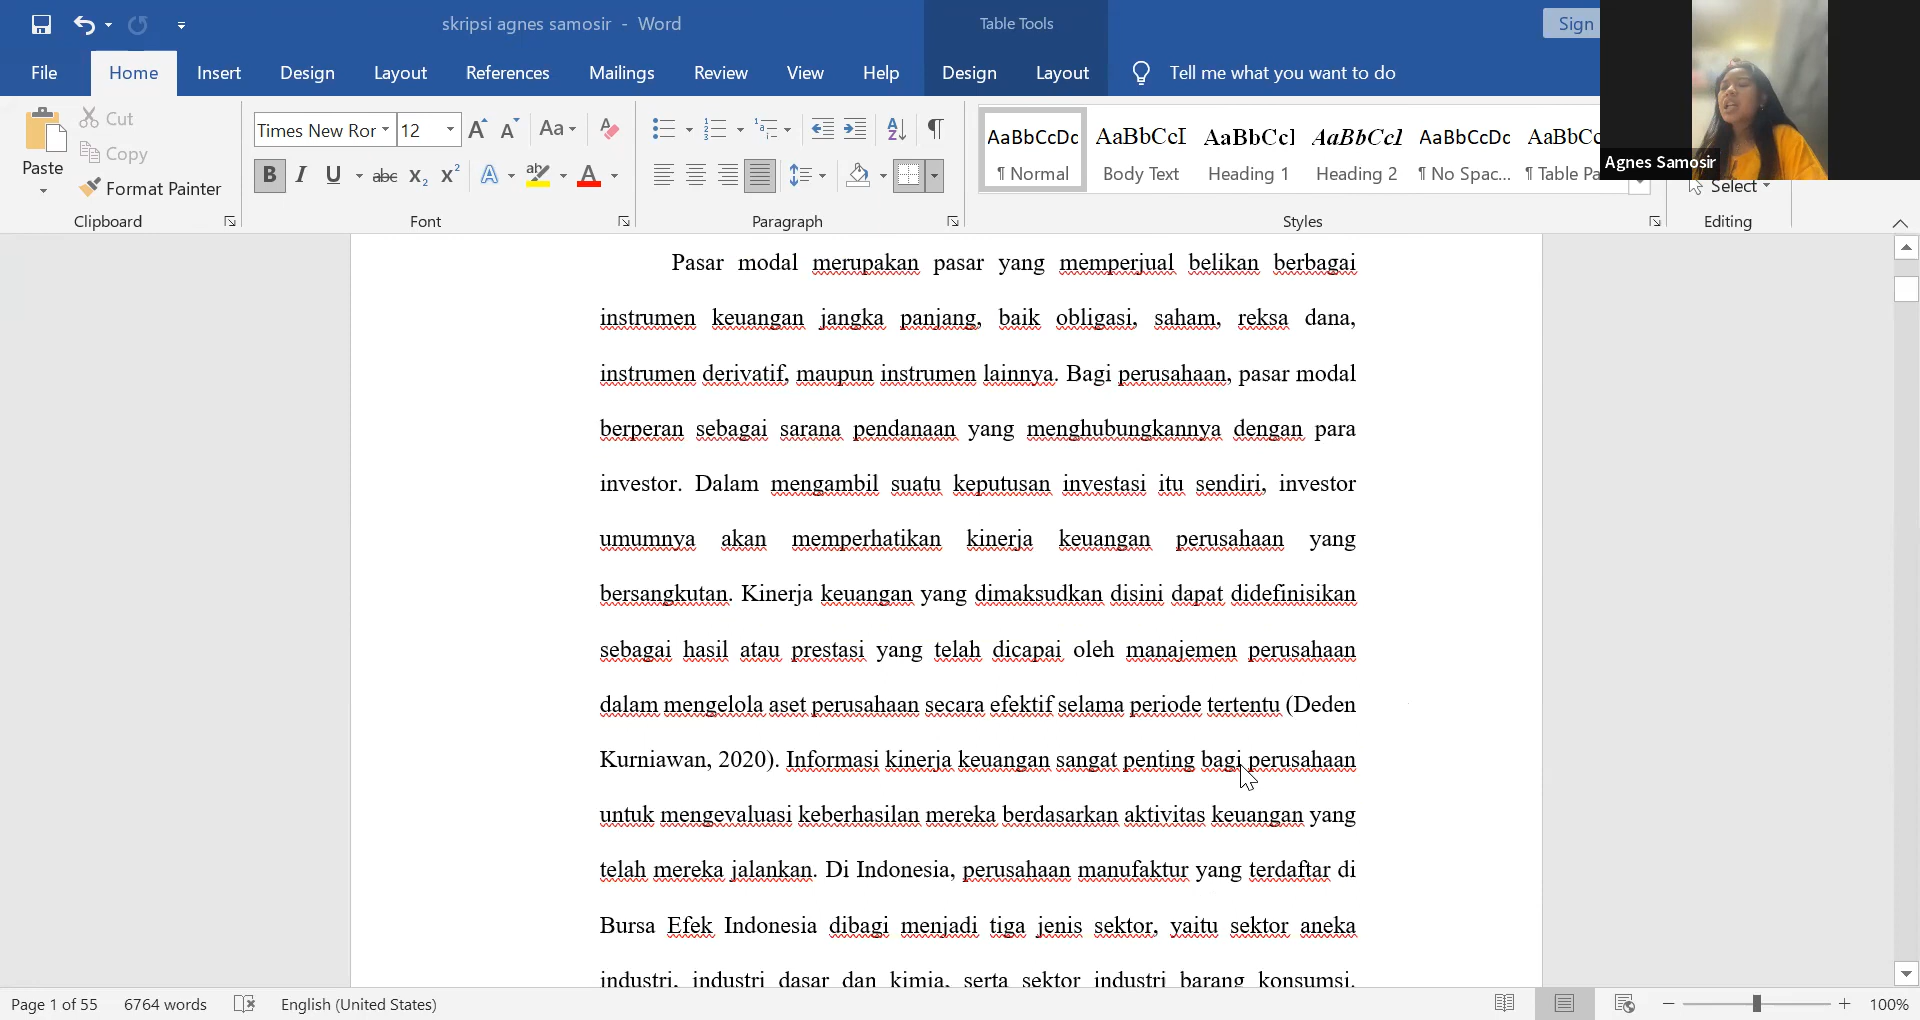 skripsi agnes samosir - Word
Table Tools
Sign
File Home Insert Design Layout References Mailings Review View Help Design Layout Tell me what you want to do
Agnes Samosir
Paste
Cut
Copy
Format Painter
Clipboard
Times New Ror 12
Aa
B I U abc X₂ X² A ab A
Font
Paragraph
AaBbCcDc AaBbCcI AaBbCcI AaBbCcI AaBbCcDc AaBbCc
¶ Normal Body Text Heading 1 Heading 2 ¶ No Spac... ¶ Table Pa
Styles
Select
Editing
Pasar modal merupakan pasar yang memperjual belikan berbagai
instrumen keuangan jangka panjang, baik obligasi, saham, reksa dana,
instrumen derivatif, maupun instrumen lainnya. Bagi perusahaan, pasar modal
berperan sebagai sarana pendanaan yang menghubungkannya dengan para
investor. Dalam mengambil suatu keputusan investasi itu sendiri, investor
umumnya akan memperhatikan kinerja keuangan perusahaan yang
bersangkutan. Kinerja keuangan yang dimaksudkan disini dapat didefinisikan
sebagai hasil atau prestasi yang telah dicapai oleh manajemen perusahaan
dalam mengelola aset perusahaan secara efektif selama periode tertentu (Deden
Kurniawan, 2020). Informasi kinerja keuangan sangat penting bagi perusahaan
untuk mengevaluasi keberhasilan mereka berdasarkan aktivitas keuangan yang
telah mereka jalankan. Di Indonesia, perusahaan manufaktur yang terdaftar di
Bursa Efek Indonesia dibagi menjadi tiga jenis sektor, yaitu sektor aneka
industri, industri dasar dan kimia, serta sektor industri barang konsumsi.
Page 1 of 55 6764 words English (United States) 100%